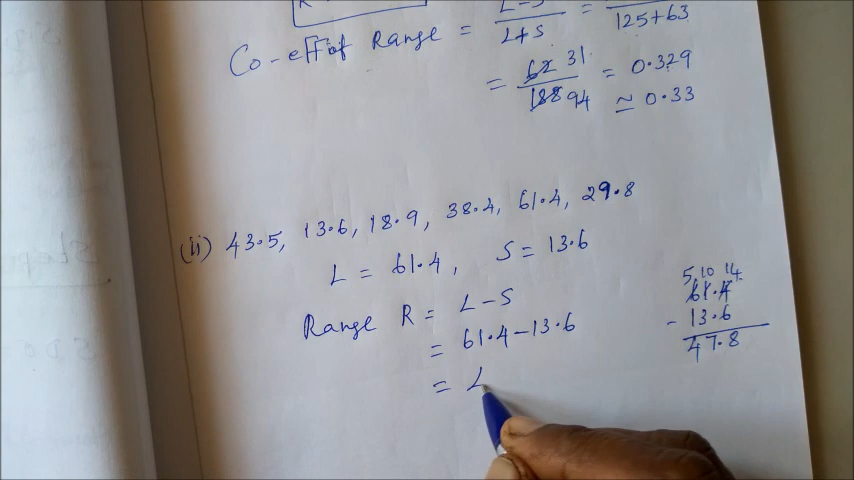 R
L-S =
L+S 125+63
Co-eff of Range =
= 62 31 = 0.329
188 94 ≃ 0.33
(ii) 43.5, 13.6, 18.9, 38.4, 61.4, 29.8
L = 61.4, S = 13.6
Range R = L-S
= 61.4-13.6
=
5 10 14
61.4
- 13.6
47.8